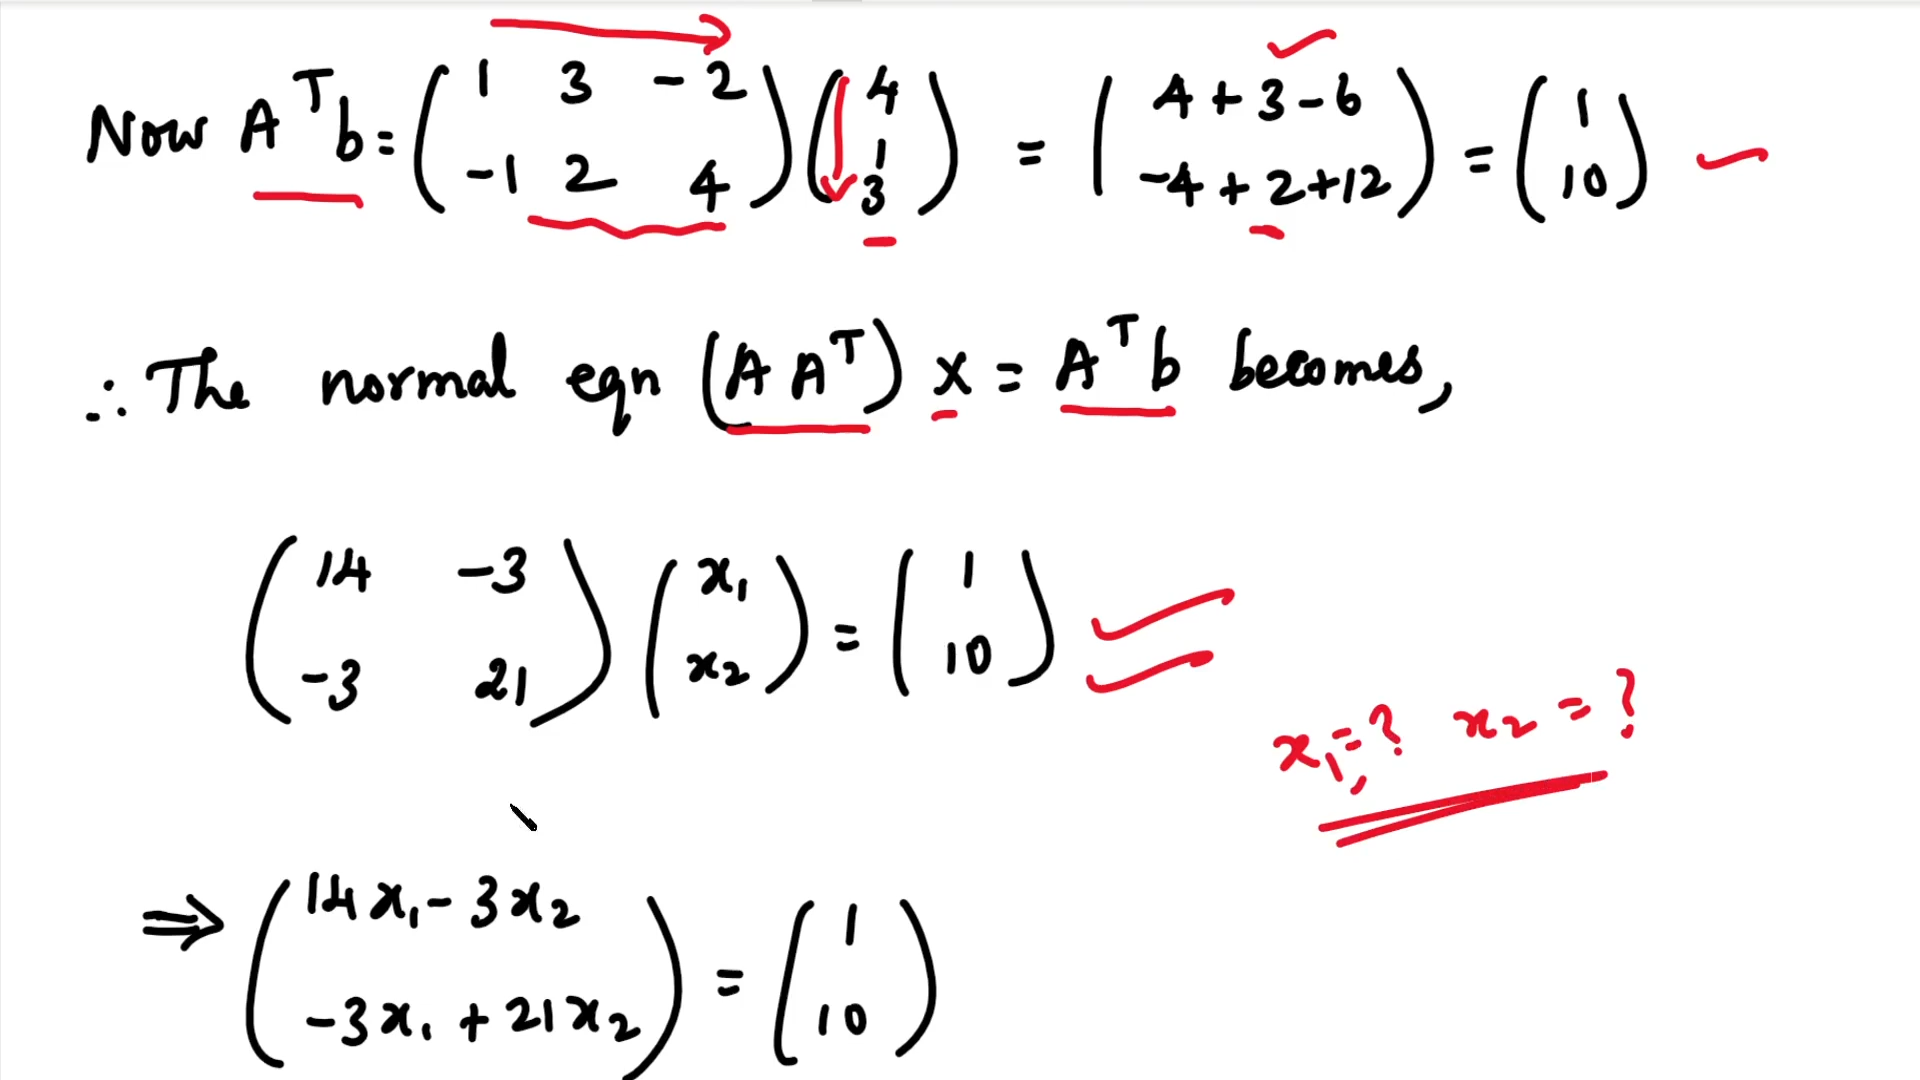 Now AᵀB= (1 3 -2 / -1 2 4) (4 / 1 / 3) = (4+3-6 / -4+2+12) = (1 / 10)
∴ The normal eqn (A Aᵀ) x = Aᵀb becomes,
(14 -3 / -3 21) (x₁ / x₂) = (1 / 10)
x₁=?, x₂=?
⇒ (14x₁-3x₂ / -3x₁+21x₂) = (1 / 10)